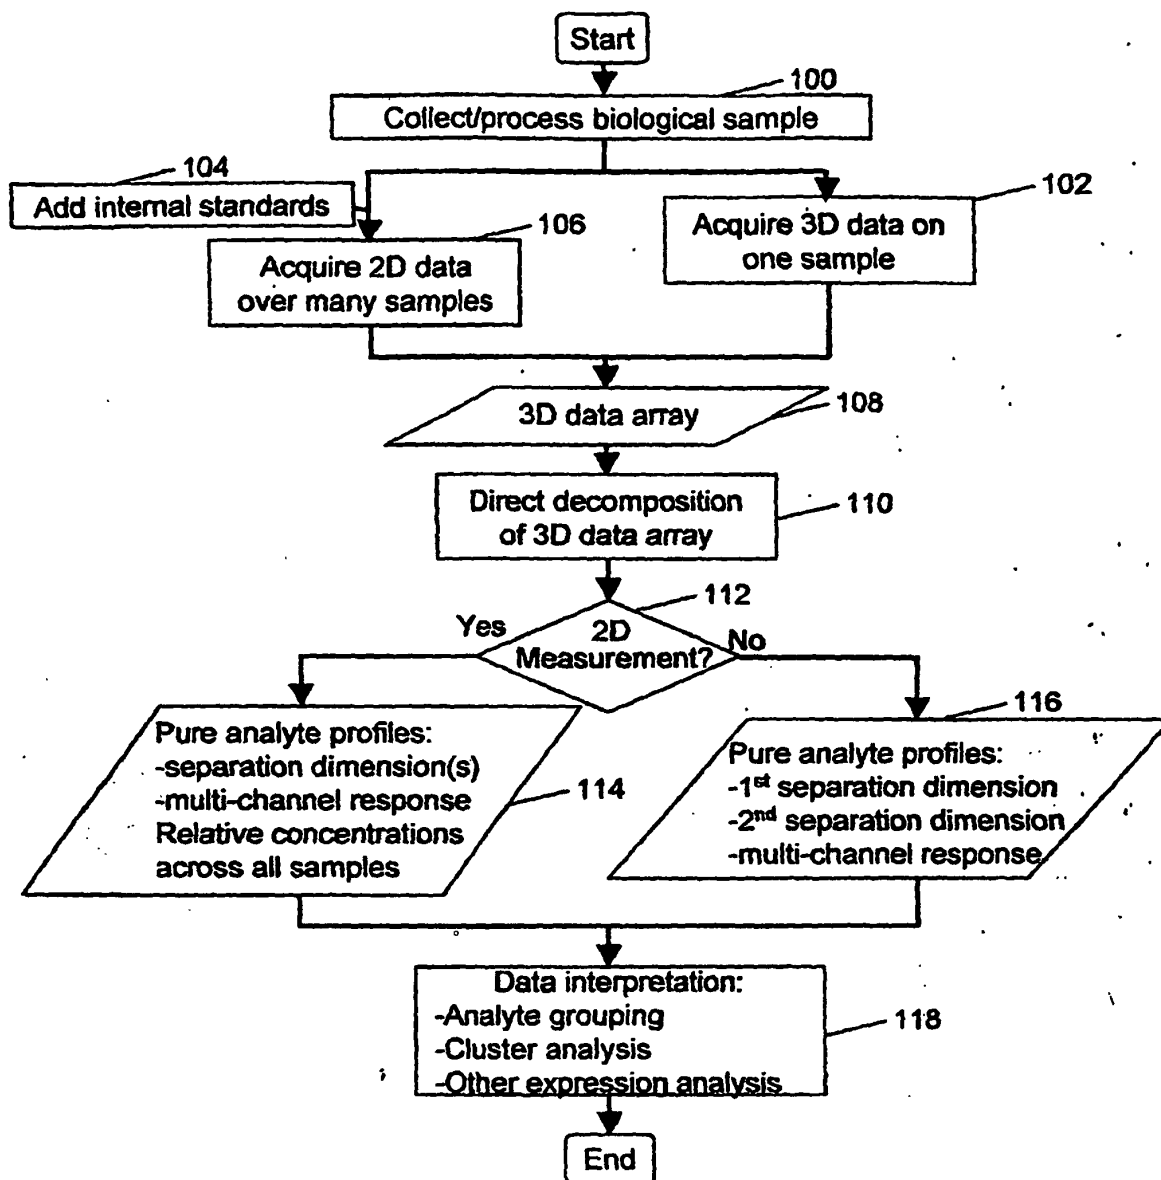 Start
100
Collect/process biological sample
104
Add internal standards
102
Acquire 3D data on
one sample
106
Acquire 2D data
over many samples
3D data array
108
Direct decomposition
of 3D data array
110
112
Yes
2D
Measurement?
No
Pure analyte profiles:
-separation dimension(s)
-multi-channel response
Relative concentrations
across all samples
114
116
Pure analyte profiles:
-1st separation dimension
-2nd separation dimension
-multi-channel response
Data interpretation:
-Analyte grouping
-Cluster analysis
-Other expression analysis
118
End